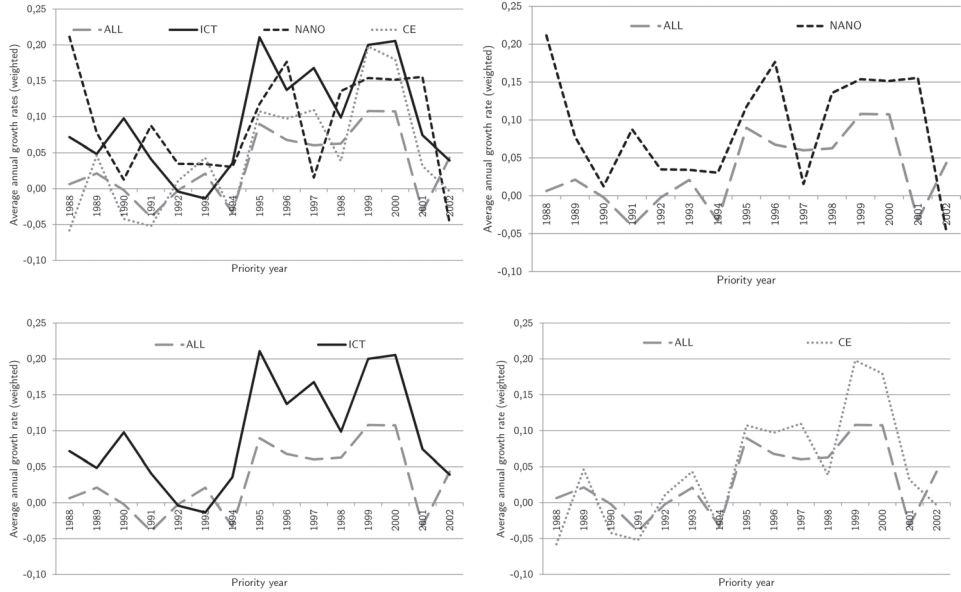 ALL ICT NANO CE
Average annual growth rates (weighted)
0,25
0,20
0,15
0,10
0,05
0,00
-0,05
-0,10
1988 1989 1990 1991 1992 1993 1994 1995 1996 1997 1998 1999 2000 2001 2002
Priority year
ALL NANO
Average annual growth rate (weighted)
0,25
0,20
0,15
0,10
0,05
0,00
-0,05
-0,10
1988 1989 1990 1991 1992 1993 1994 1995 1996 1997 1998 1999 2000 2001 2002
Priority year
ALL ICT
Average annual growth rate (weighted)
0,25
0,20
0,15
0,10
0,05
0,00
-0,05
-0,10
1988 1989 1990 1991 1992 1993 1994 1995 1996 1997 1998 1999 2000 2001 2002
Priority year
ALL CE
Average annual growth rate (weighted)
0,25
0,20
0,15
0,10
0,05
0,00
-0,05
-0,10
1988 1989 1990 1991 1992 1993 1994 1995 1996 1997 1998 1999 2000 2001 2002
Priority year